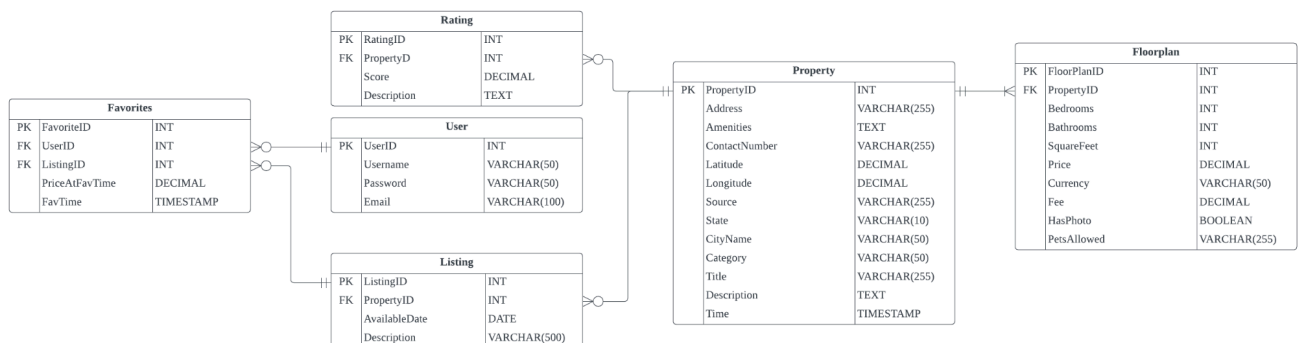 Rating
PK RatingID INT
FK PropertyD INT
Score DECIMAL
Description TEXT
Favorites
PK FavoriteID INT
FK UserID INT
FK ListingID INT
PriceAtFavTime DECIMAL
FavTime TIMESTAMP
User
PK UserID INT
Username VARCHAR(50)
Password VARCHAR(50)
Email VARCHAR(100)
Listing
PK ListingID INT
FK PropertyID INT
AvailableDate DATE
Description VARCHAR(500)
Property
PK PropertyID INT
Address VARCHAR(255)
Amenities TEXT
ContactNumber VARCHAR(255)
Latitude DECIMAL
Longitude DECIMAL
Source VARCHAR(255)
State VARCHAR(10)
CityName VARCHAR(50)
Category VARCHAR(50)
Title VARCHAR(255)
Description TEXT
Time TIMESTAMP
Floorplan
PK FloorPlanID INT
FK PropertyID INT
Bedrooms INT
Bathrooms INT
SquareFeet INT
Price DECIMAL
Currency VARCHAR(50)
Fee DECIMAL
HasPhoto BOOLEAN
PetsAllowed VARCHAR(255)